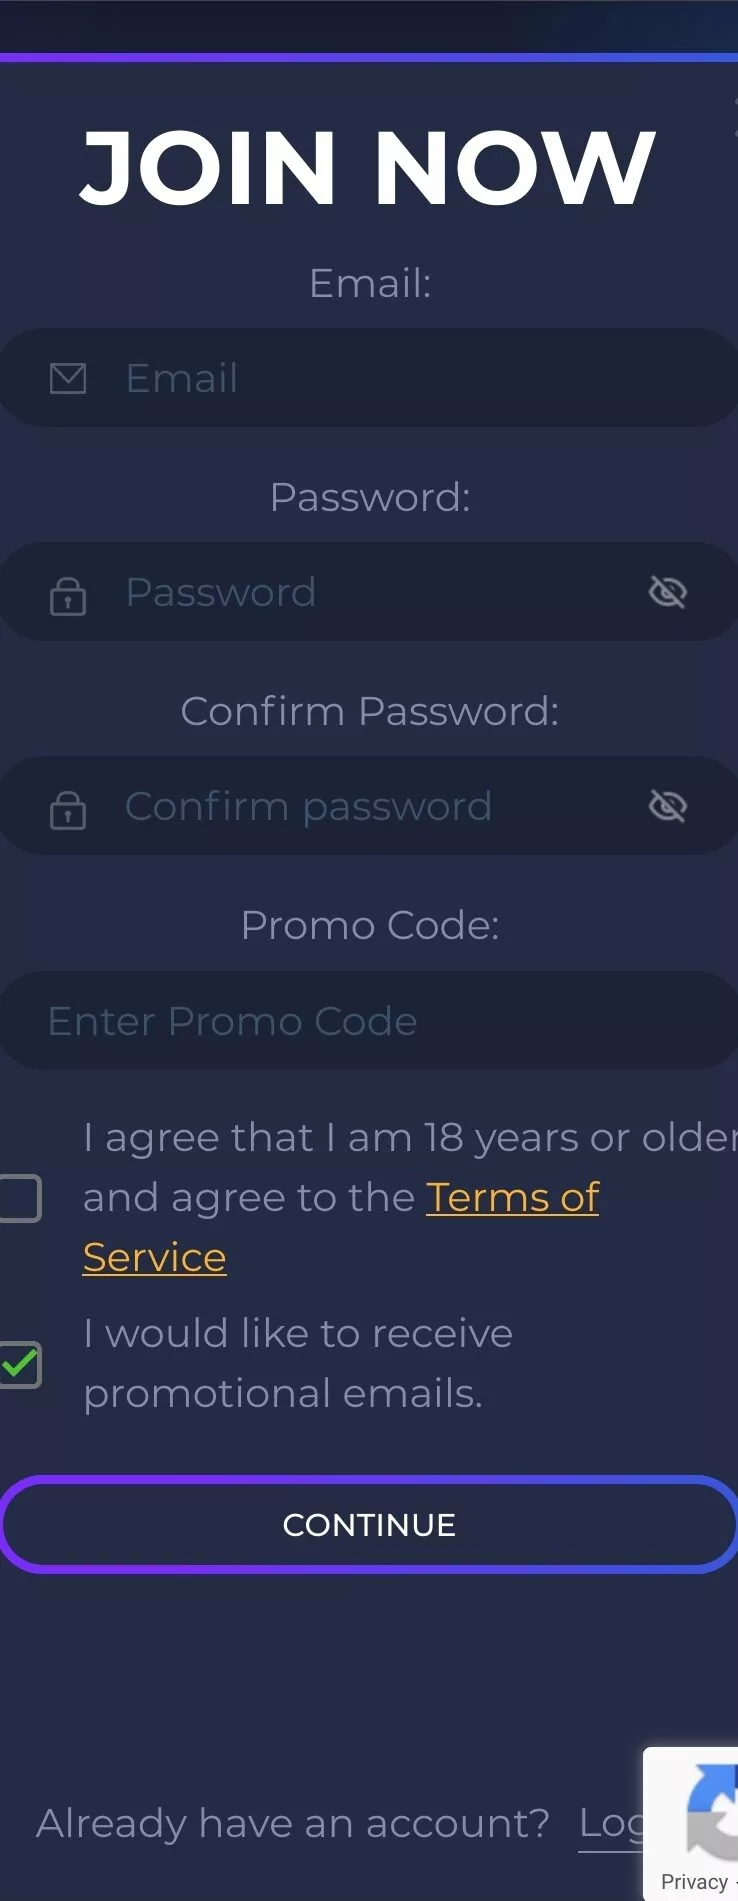 JOIN NOW
Email:
Email
Password:
Password
Confirm Password:
Confirm password
Promo Code:
Enter Promo Code
I agree that I am 18 years or older
and agree to the Terms of
Service
I would like to receive
promotional emails.
CONTINUE
Already have an account? Log
Privacy -